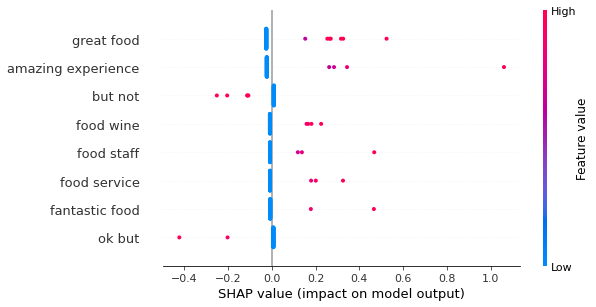 High
great food
amazing experience
but not
food wine
food staff
food service
fantastic food
ok but
Feature value
Low
−0.4 −0.2 0.0 0.2 0.4 0.6 0.8 1.0
SHAP value (impact on model output)